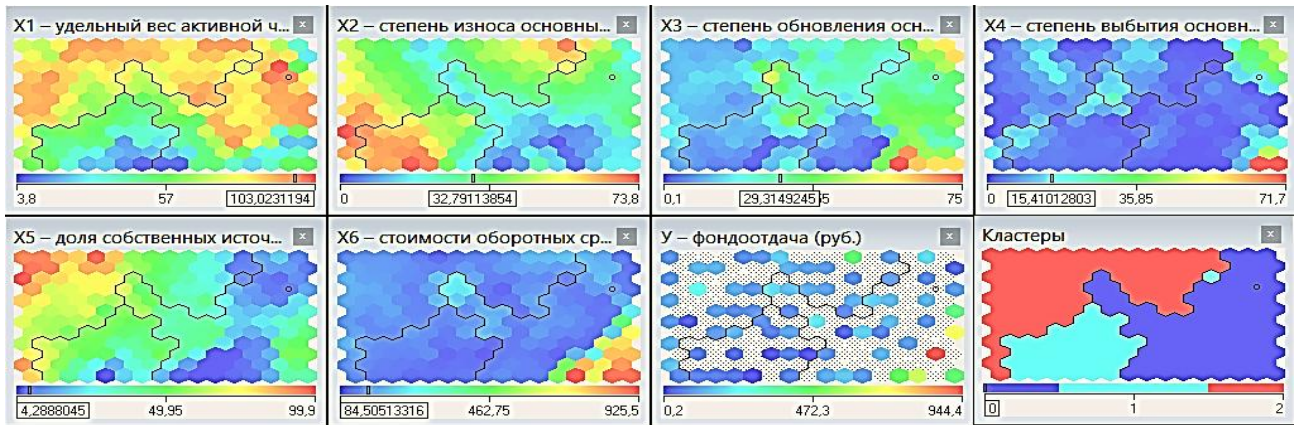 X1 – удельный вес активной ч...
X2 – степень износа основны...
X3 – степень обновления осн...
X4 – степень выбытия основн...
3,8 57 103,0231194
0 32,79113854 73,8
0,1 29,3149245 75
0 15,41012803 35,85 71,7
X5 – доля собственных источ...
X6 – стоимости оборотных ср...
У – фондоотдача (руб.)
Кластеры
4,2888045 49,95 99,9
84,50513316 462,75 925,5
0,2 472,3 944,4
0 1 2